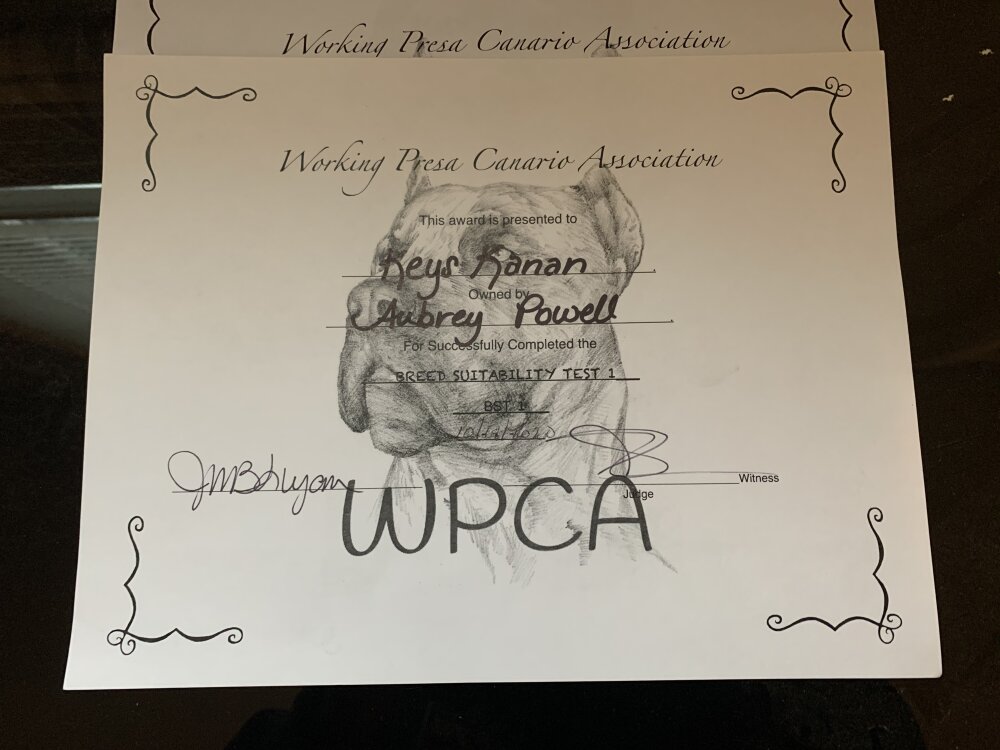 Working Presa Canario Association
Working Presa Canario Association
This award is presented to
Keys Kanan
Owned by
Aubrey Powell
For Successfully Completed the
BREED SUITABILITY TEST 1
BST 1
Witness
Judge
WPCA